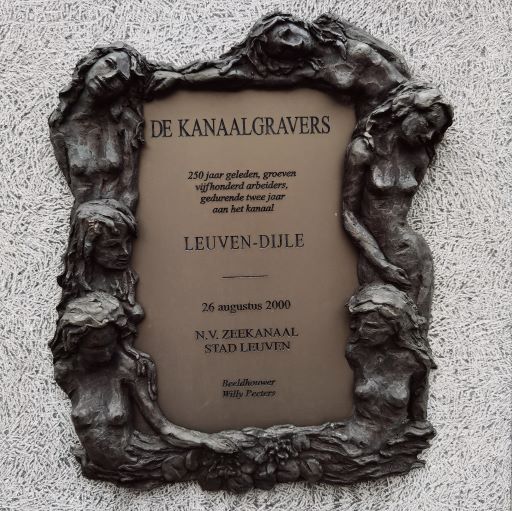 DE KANAALGRAVERS
250 jaar geleden, groeven
vijfhonderd arbeiders,
gedurende twee jaar
aan het kanaal
LEUVEN-DIJLE
26 augustus 2000
N.V. ZEEKANAAL
STAD LEUVEN
Beeldhouwer
Willy Peeters